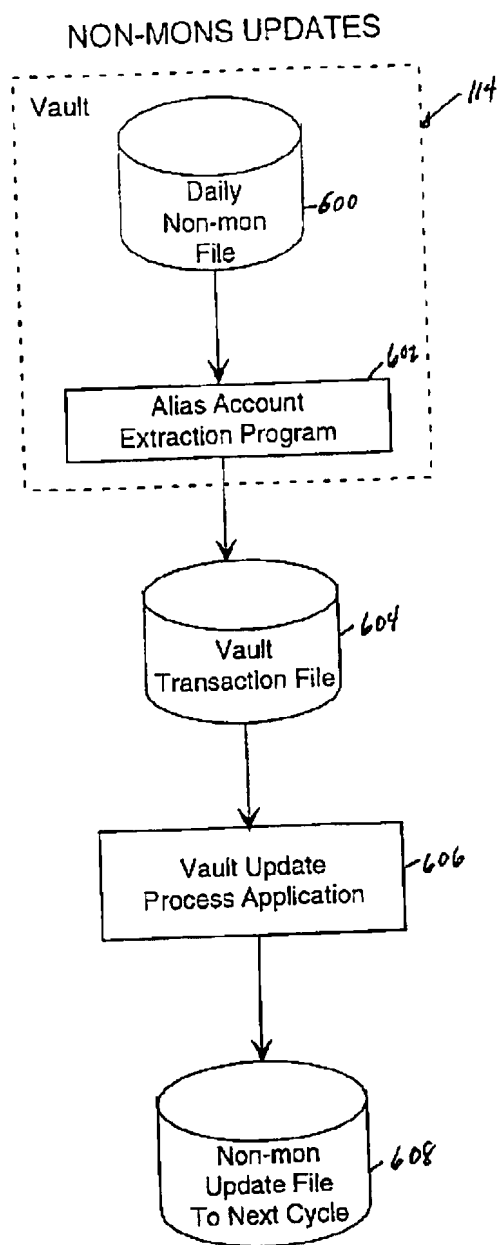 NON-MONS UPDATES
114
Vault
Daily
Non-mon
File
600
602
Alias Account
Extraction Program
Vault
Transaction File
604
Vault Update
Process Application
606
Non-mon
Update File
To Next Cycle
608